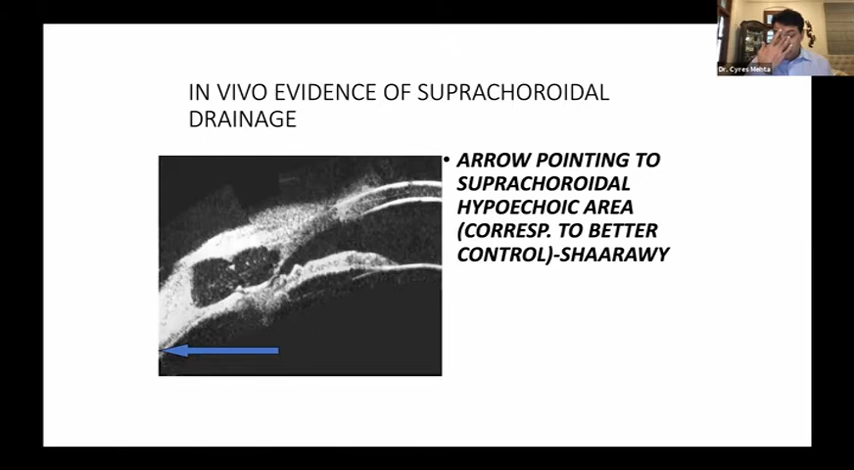 Dr. Cyres Mehta
IN VIVO EVIDENCE OF SUPRACHOROIDAL
DRAINAGE
• ARROW POINTING TO
SUPRACHOROIDAL
HYPOECHOIC AREA
(CORRESP. TO BETTER
CONTROL)-SHAARAWY